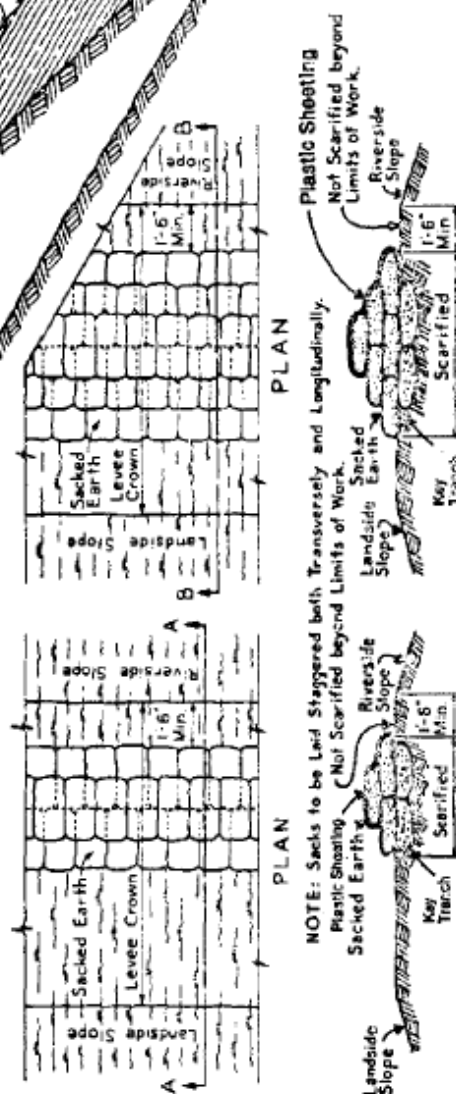 B
B
Riverside
Slope
1'-6"
Min.
Sacked
Earth
Levee
Crown
Landside
Slope
PLAN
A
A
Riverside
Slope
1'-6"
Min.
Sacked Earth
Levee Crown
Landside
Slope
PLAN
NOTE: Sacks to be Laid Staggered both Transversely and Longitudinally.
Plastic Sheeting
Not Scarified beyond
Limits of Work.
Riverside
Slope
1'-6"
Min.
Scarified
Sacked
Earth
Landside
Slope
Key
Trench
Plastic Sheeting
Sacked Earth
Not Scarified beyond Limits of Work.
Riverside
Slope
1'-6"
Min.
Scarified
Key
Trench
Landside
Slope